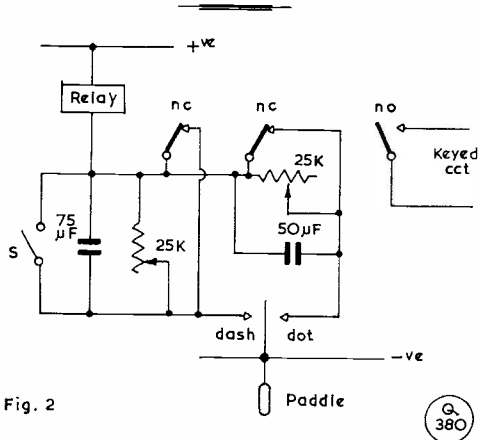 +ve
Relay
nc
nc
no
25K
Keyed
cct
75
µF
S
25K
50µF
dash
dot
-ve
Fig. 2
Paddle
Q
380